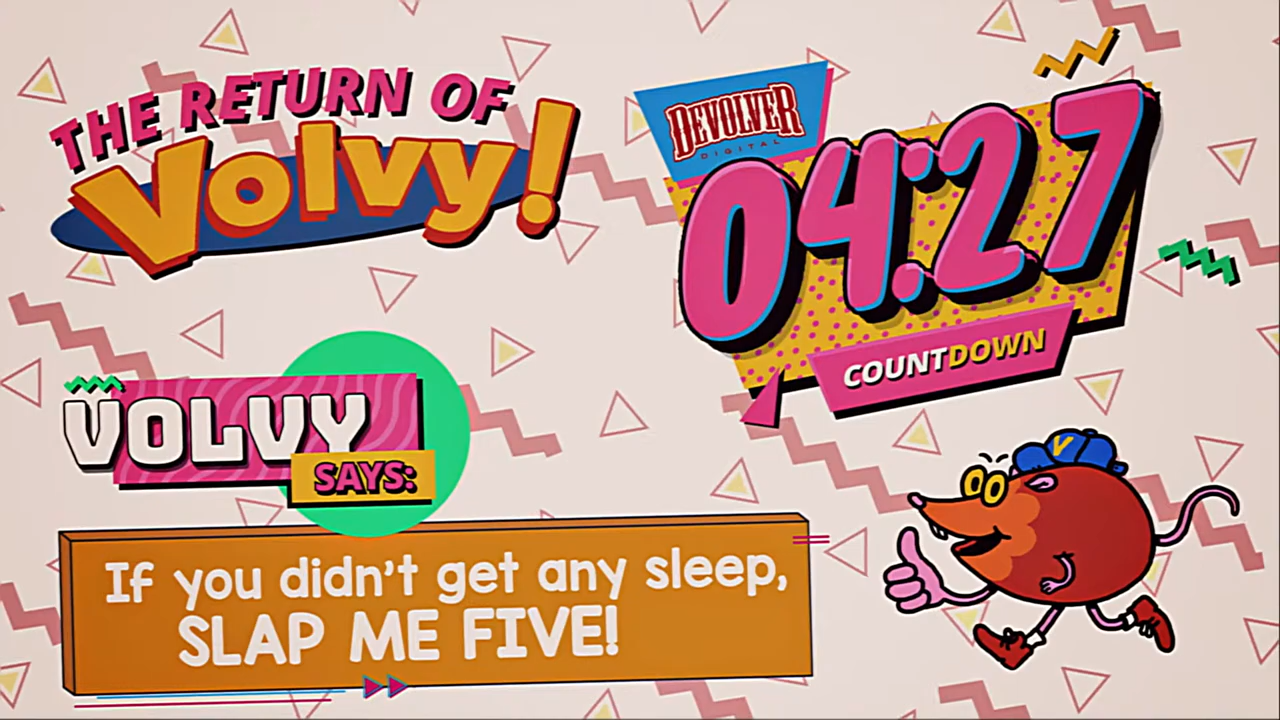 THE RETURN OF
Volvy!
DEVOLVER
DIGITAL
04:27
COUNTDOWN
VOLVY
SAYS:
V
If you didn't get any sleep,
SLAP ME FIVE!